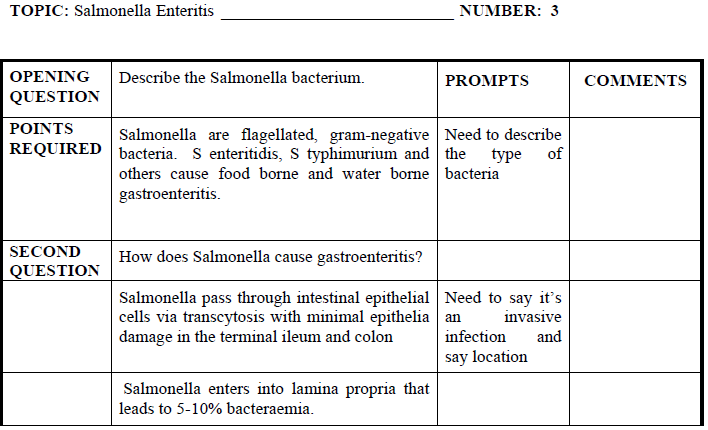 TOPIC: Salmonella Enteritis ____________________________ NUMBER: 3
OPENING QUESTION
Describe the Salmonella bacterium.
PROMPTS
COMMENTS
POINTS REQUIRED
Salmonella are flagellated, gram-negative
bacteria. S enteritidis, S typhimurium and
others cause food borne and water borne
gastroenteritis.
Need to describe
the type of
bacteria
SECOND QUESTION
How does Salmonella cause gastroenteritis?
Salmonella pass through intestinal epithelial
cells via transcytosis with minimal epithelia
damage in the terminal ileum and colon
Need to say it's
an invasive
infection and
say location
Salmonella enters into lamina propria that
leads to 5-10% bacteraemia.